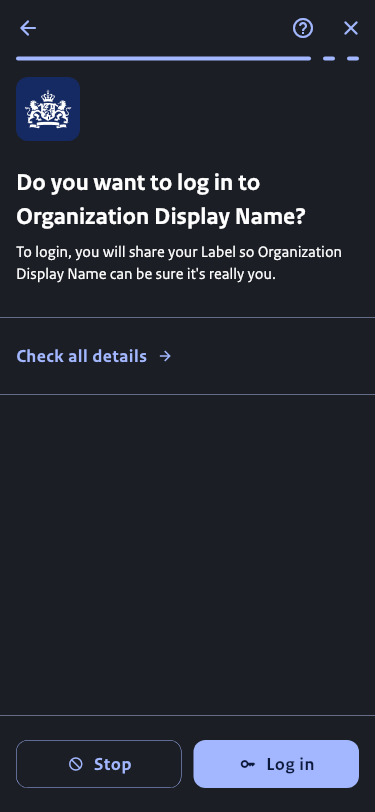 Do you want to log in to
Organization Display Name?
To login, you will share your Label so Organization
Display Name can be sure it's really you.
Check all details
Stop
Log in